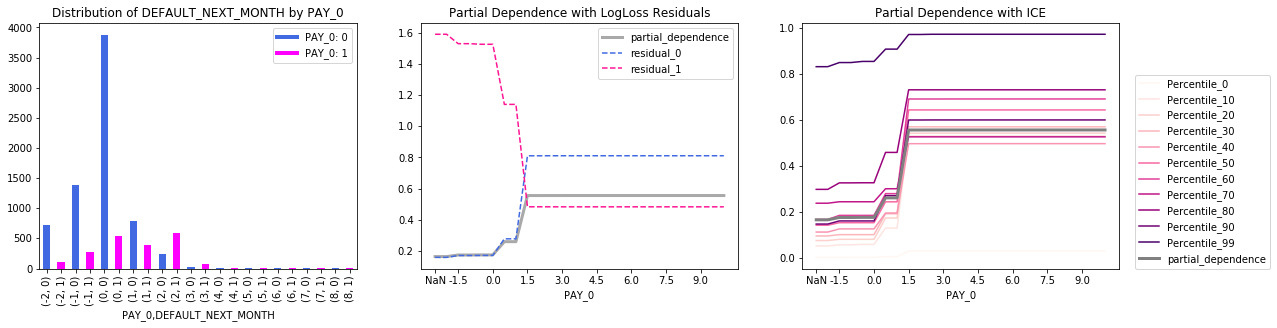 Distribution of DEFAULT_NEXT_MONTH by PAY_0
4000
3500
3000
2500
2000
1500
1000
500
0
PAY_0: 0
PAY_0: 1
(-2, 0)
(-2, 1)
(-1, 0)
(-1, 1)
(0, 0)
(0, 1)
(1, 0)
(1, 1)
(2, 0)
(2, 1)
(3, 0)
(3, 1)
(4, 0)
(4, 1)
(5, 0)
(5, 1)
(6, 0)
(6, 1)
(7, 0)
(7, 1)
(8, 0)
(8, 1)
PAY_0,DEFAULT_NEXT_MONTH
Partial Dependence with LogLoss Residuals
1.6
1.4
1.2
1.0
0.8
0.6
0.4
0.2
partial_dependence
residual_0
residual_1
NaN -1.5 0.0 1.5 3.0 4.5 6.0 7.5 9.0
PAY_0
Partial Dependence with ICE
1.0
0.8
0.6
0.4
0.2
0.0
NaN -1.5 0.0 1.5 3.0 4.5 6.0 7.5 9.0
PAY_0
Percentile_0
Percentile_10
Percentile_20
Percentile_30
Percentile_40
Percentile_50
Percentile_60
Percentile_70
Percentile_80
Percentile_90
Percentile_99
partial_dependence